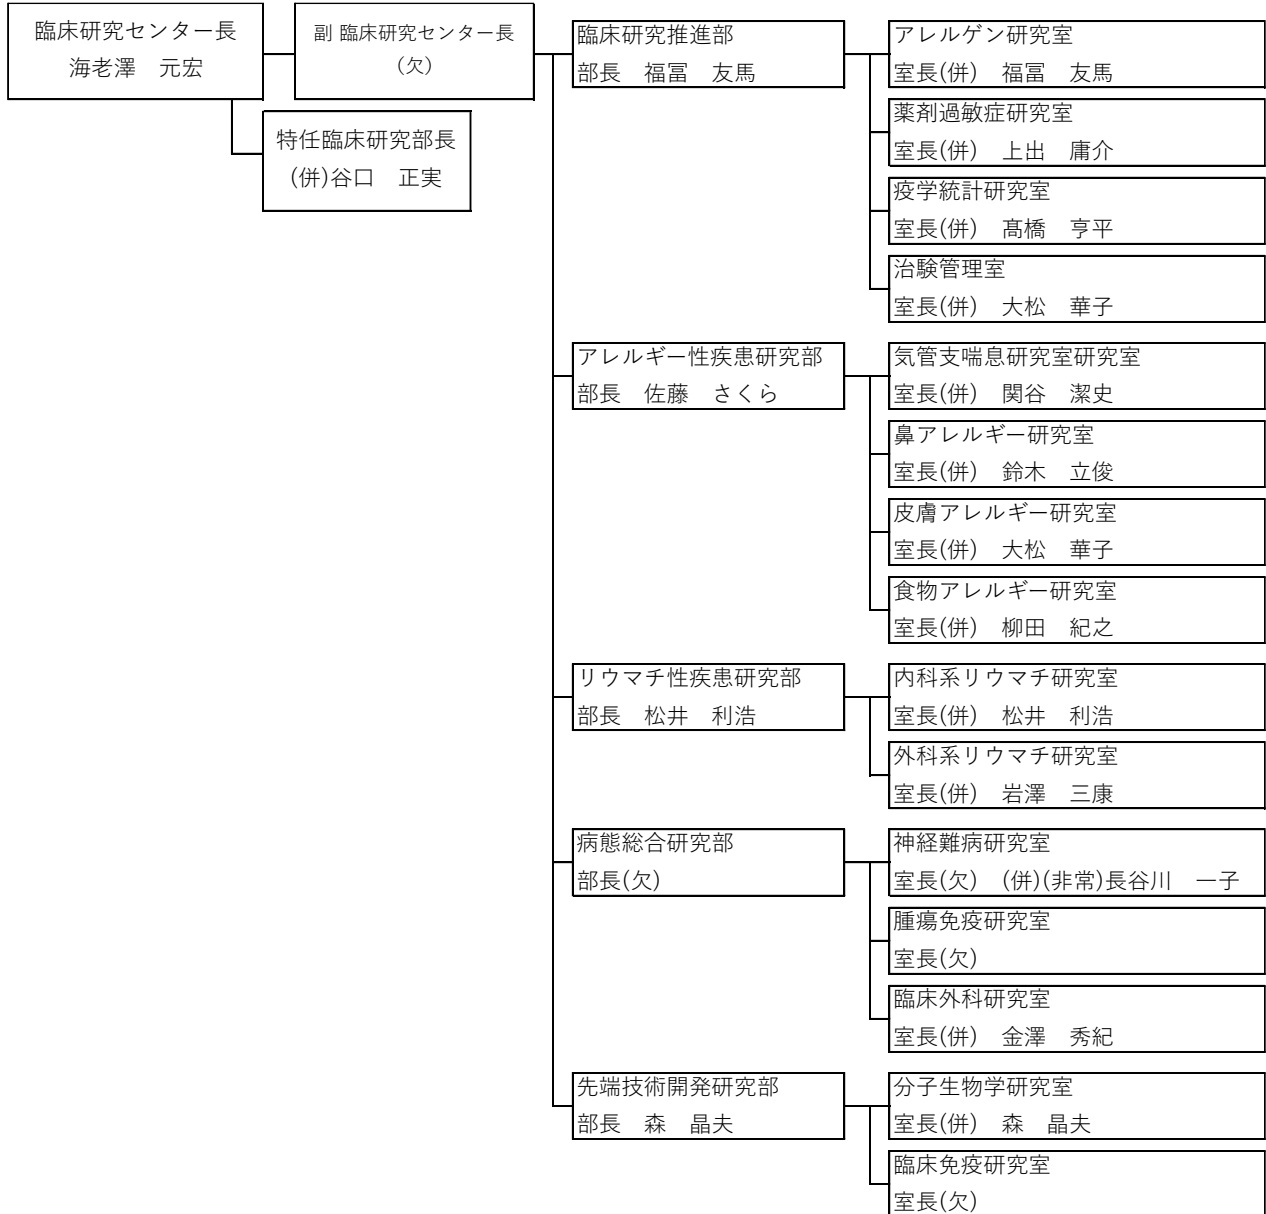 臨床研究センター長
海老澤　元宏
副 臨床研究センター長
(欠)
特任臨床研究部長
(併)谷口　正実
臨床研究推進部
部長　福冨　友馬
アレルゲン研究室
室長(併)　福冨　友馬
薬剤過敏症研究室
室長(併)　上出　庸介
疫学統計研究室
室長(併)　髙橋　亨平
治験管理室
室長(併)　大松　華子
アレルギー性疾患研究部
部長　佐藤　さくら
気管支喘息研究室研究室
室長(併)　関谷　潔史
鼻アレルギー研究室
室長(併)　鈴木　立俊
皮膚アレルギー研究室
室長(併)　大松　華子
食物アレルギー研究室
室長(併)　柳田　紀之
リウマチ性疾患研究部
部長　松井　利浩
内科系リウマチ研究室
室長(併)　松井　利浩
外科系リウマチ研究室
室長(併)　岩澤　三康
病態総合研究部
部長(欠)
神経難病研究室
室長(欠)　(併)(非常)長谷川　一子
腫瘍免疫研究室
室長(欠)
臨床外科研究室
室長(併)　金澤　秀紀
先端技術開発研究部
部長　森　晶夫
分子生物学研究室
室長(併)　森　晶夫
臨床免疫研究室
室長(欠)